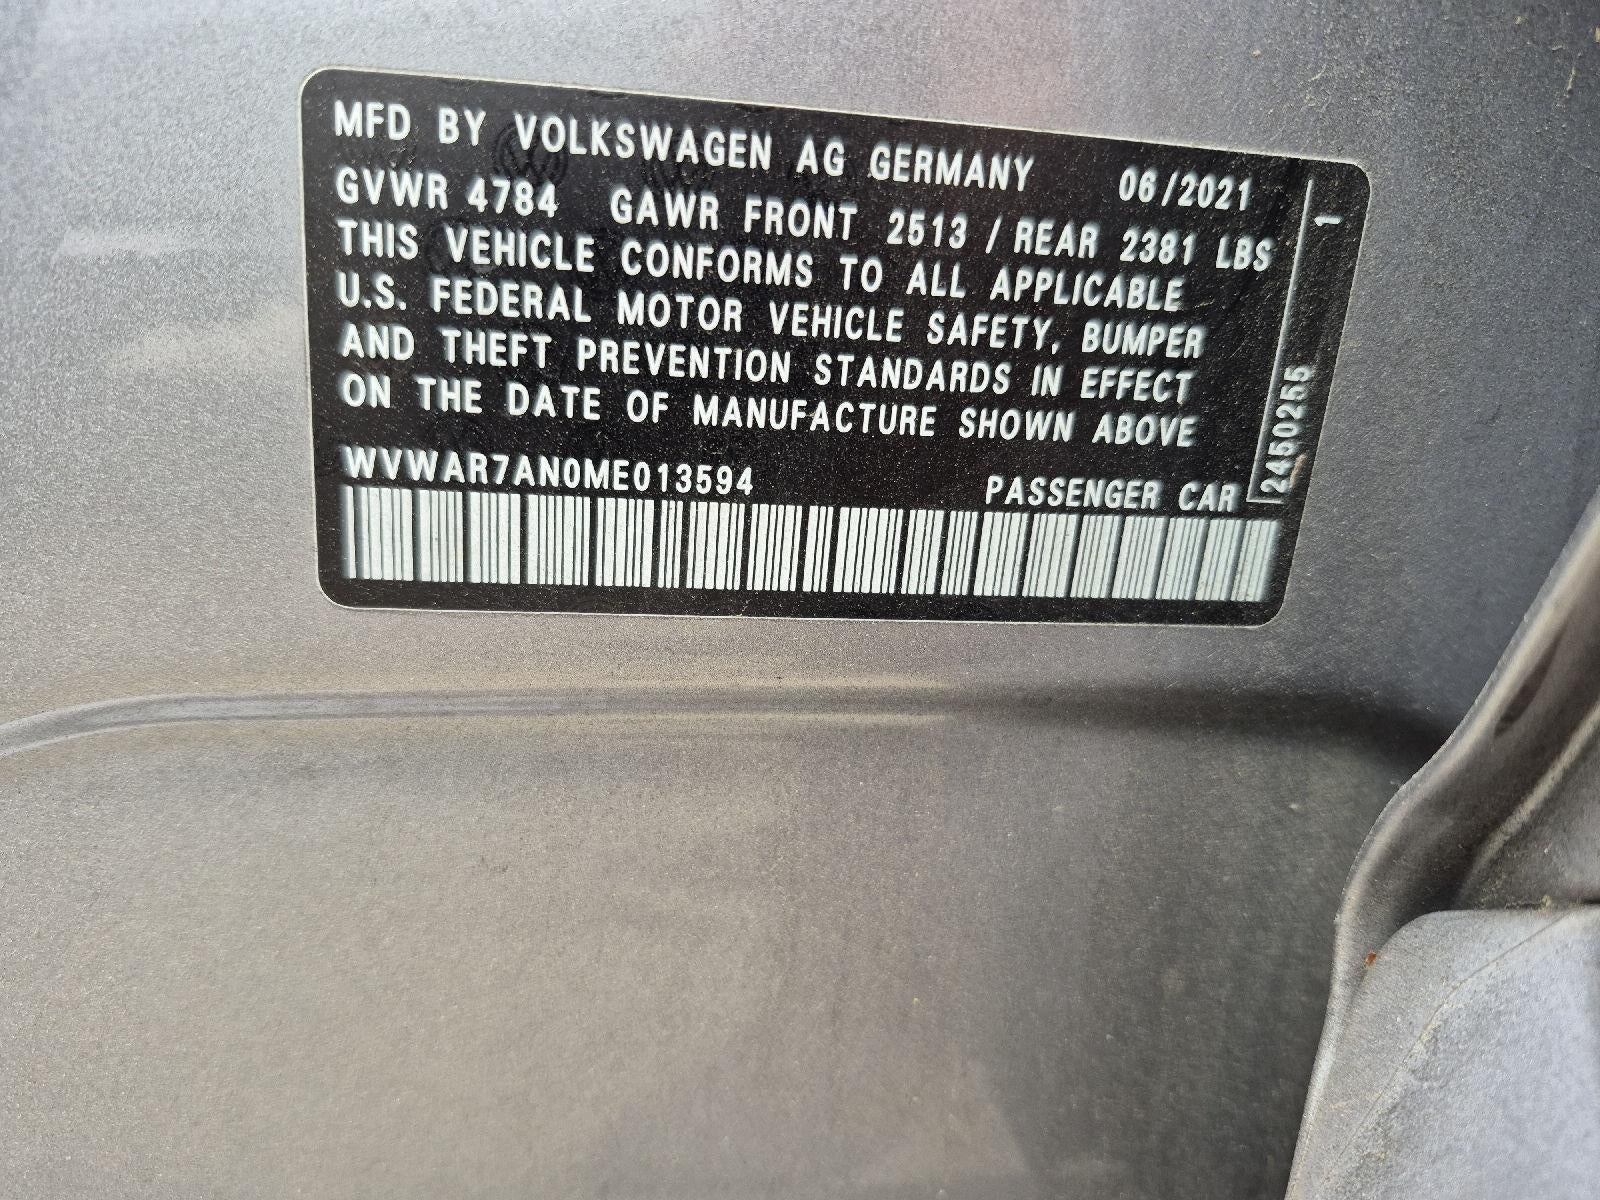 MFD BY VOLKSWAGEN AG GERMANY 06/2021
GVWR 4784 GAWR FRONT 2513 / REAR 2381 LBS
THIS VEHICLE CONFORMS TO ALL APPLICABLE
U.S. FEDERAL MOTOR VEHICLE SAFETY, BUMPER
AND THEFT PREVENTION STANDARDS IN EFFECT
ON THE DATE OF MANUFACTURE SHOWN ABOVE
WVWAR7AN0ME013594 PASSENGER CAR
2450255
1